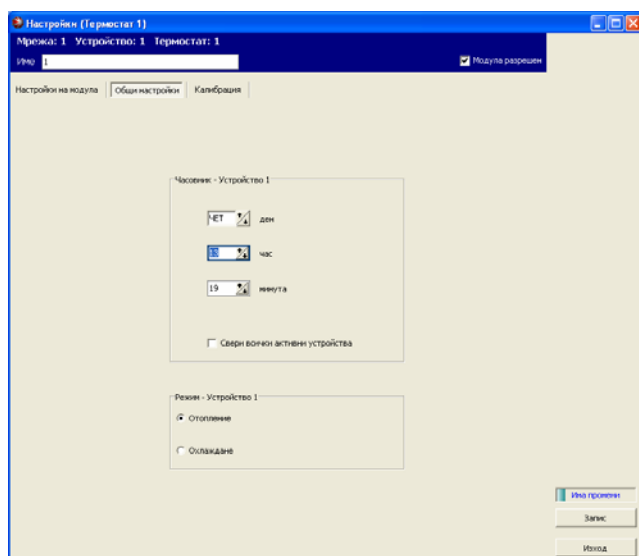 Настройки (Термостат 1)
Мрежа: 1 Устройство: 1 Термостат: 1
Име 1 Модула разрешен
Настройки на модула Общи настройки Калибрация
Часовник - Устройство 1
ЧЕТ ден
час
19 минута
Свери всички активни устройства
Режим - Устройство 1
Отопление
Охлаждане
Има промени
Запис
Изход